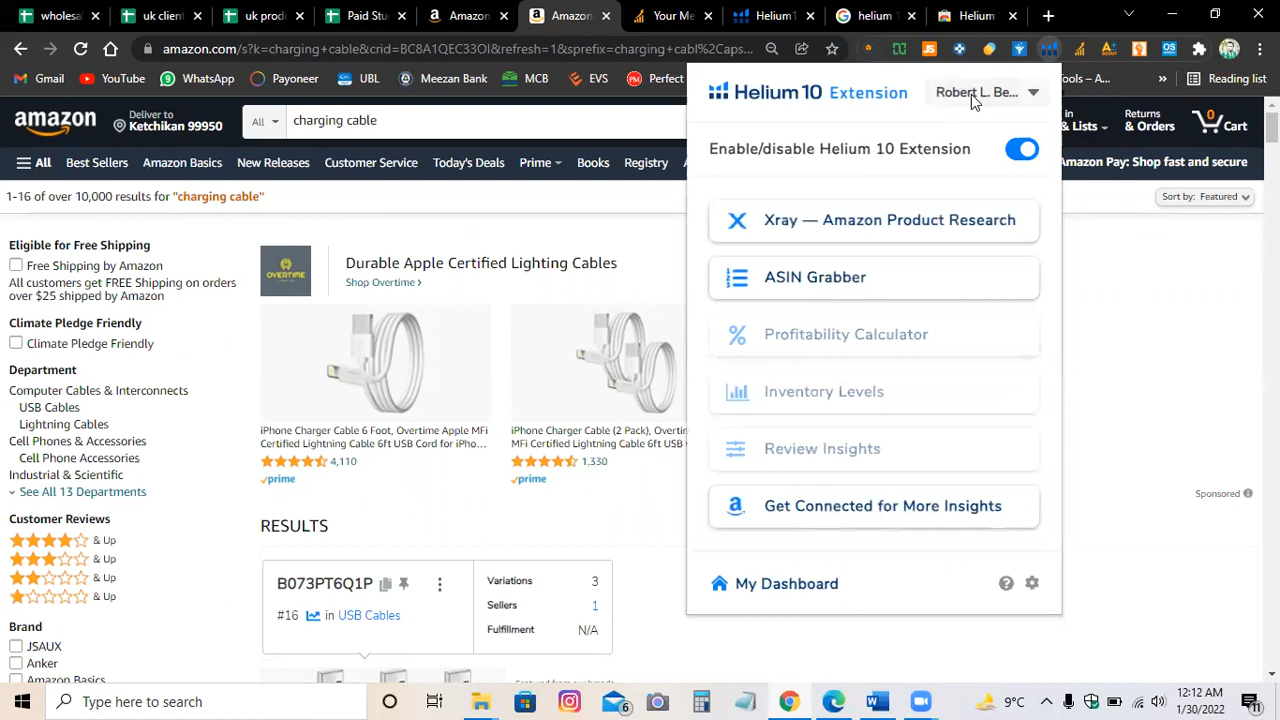 wholes
uk clien
uk prod
Paid Stu
Amazon
Amazon
Your Me
Helium1
helium 1
Helium
amazon.com/s?k=charging+cable&crid=BC8A1QEC33OI&refresh=1&sprefix=charging+cabl%2Caps...
Gmail
YouTube
WhatsApp
Payoneer
UBL
Meezan Bank
MCB
EVS
Perfect
ools – A...
Reading list
amazon
Deliver to
Ketchikan 99950
All
charging cable
& Lists
Returns
& Orders
0
Cart
All
Best Sellers
Amazon Basics
New Releases
Customer Service
Today's Deals
Prime
Books
Registry
Amazon Pay: Shop fast and secure
1-16 of over 10,000 results for "charging cable"
Sort by: Featured
Helium 10 Extension
Robert L. Be...
Enable/disable Helium 10 Extension
Xray — Amazon Product Research
ASIN Grabber
Profitability Calculator
Inventory Levels
Review Insights
Get Connected for More Insights
My Dashboard
Eligible for Free Shipping
Free Shipping by Amazon
All customers get FREE Shipping on orders
over $25 shipped by Amazon
Climate Pledge Friendly
Climate Pledge Friendly
Department
Computer Cables & Interconnects
USB Cables
Lightning Cables
Cell Phones & Accessories
Cell Phone Accessories
Industrial & Scientific
See All 13 Departments
Customer Reviews
& Up
& Up
& Up
& Up
Brand
JSAUX
Anker
Amazon Basics
OVERTIME
Durable Apple Certified Lighting Cables
Shop Overtime ›
iPhone Charger Cable 6 Foot, Overtime Apple MFi
Certified Lightning Cable 6ft USB Cord for iPho...
4,110
prime
iPhone Charger Cable (2 Pack), Overtim
MFi Certified Lightning Cable 6ft USB
1,330
prime
Sponsored
RESULTS
B073PT6Q1P
#16 in USB Cables
Variations 3
Sellers 1
Fulfillment N/A
Type here to search
6
9°C
12:12 AM
1/30/2022
11